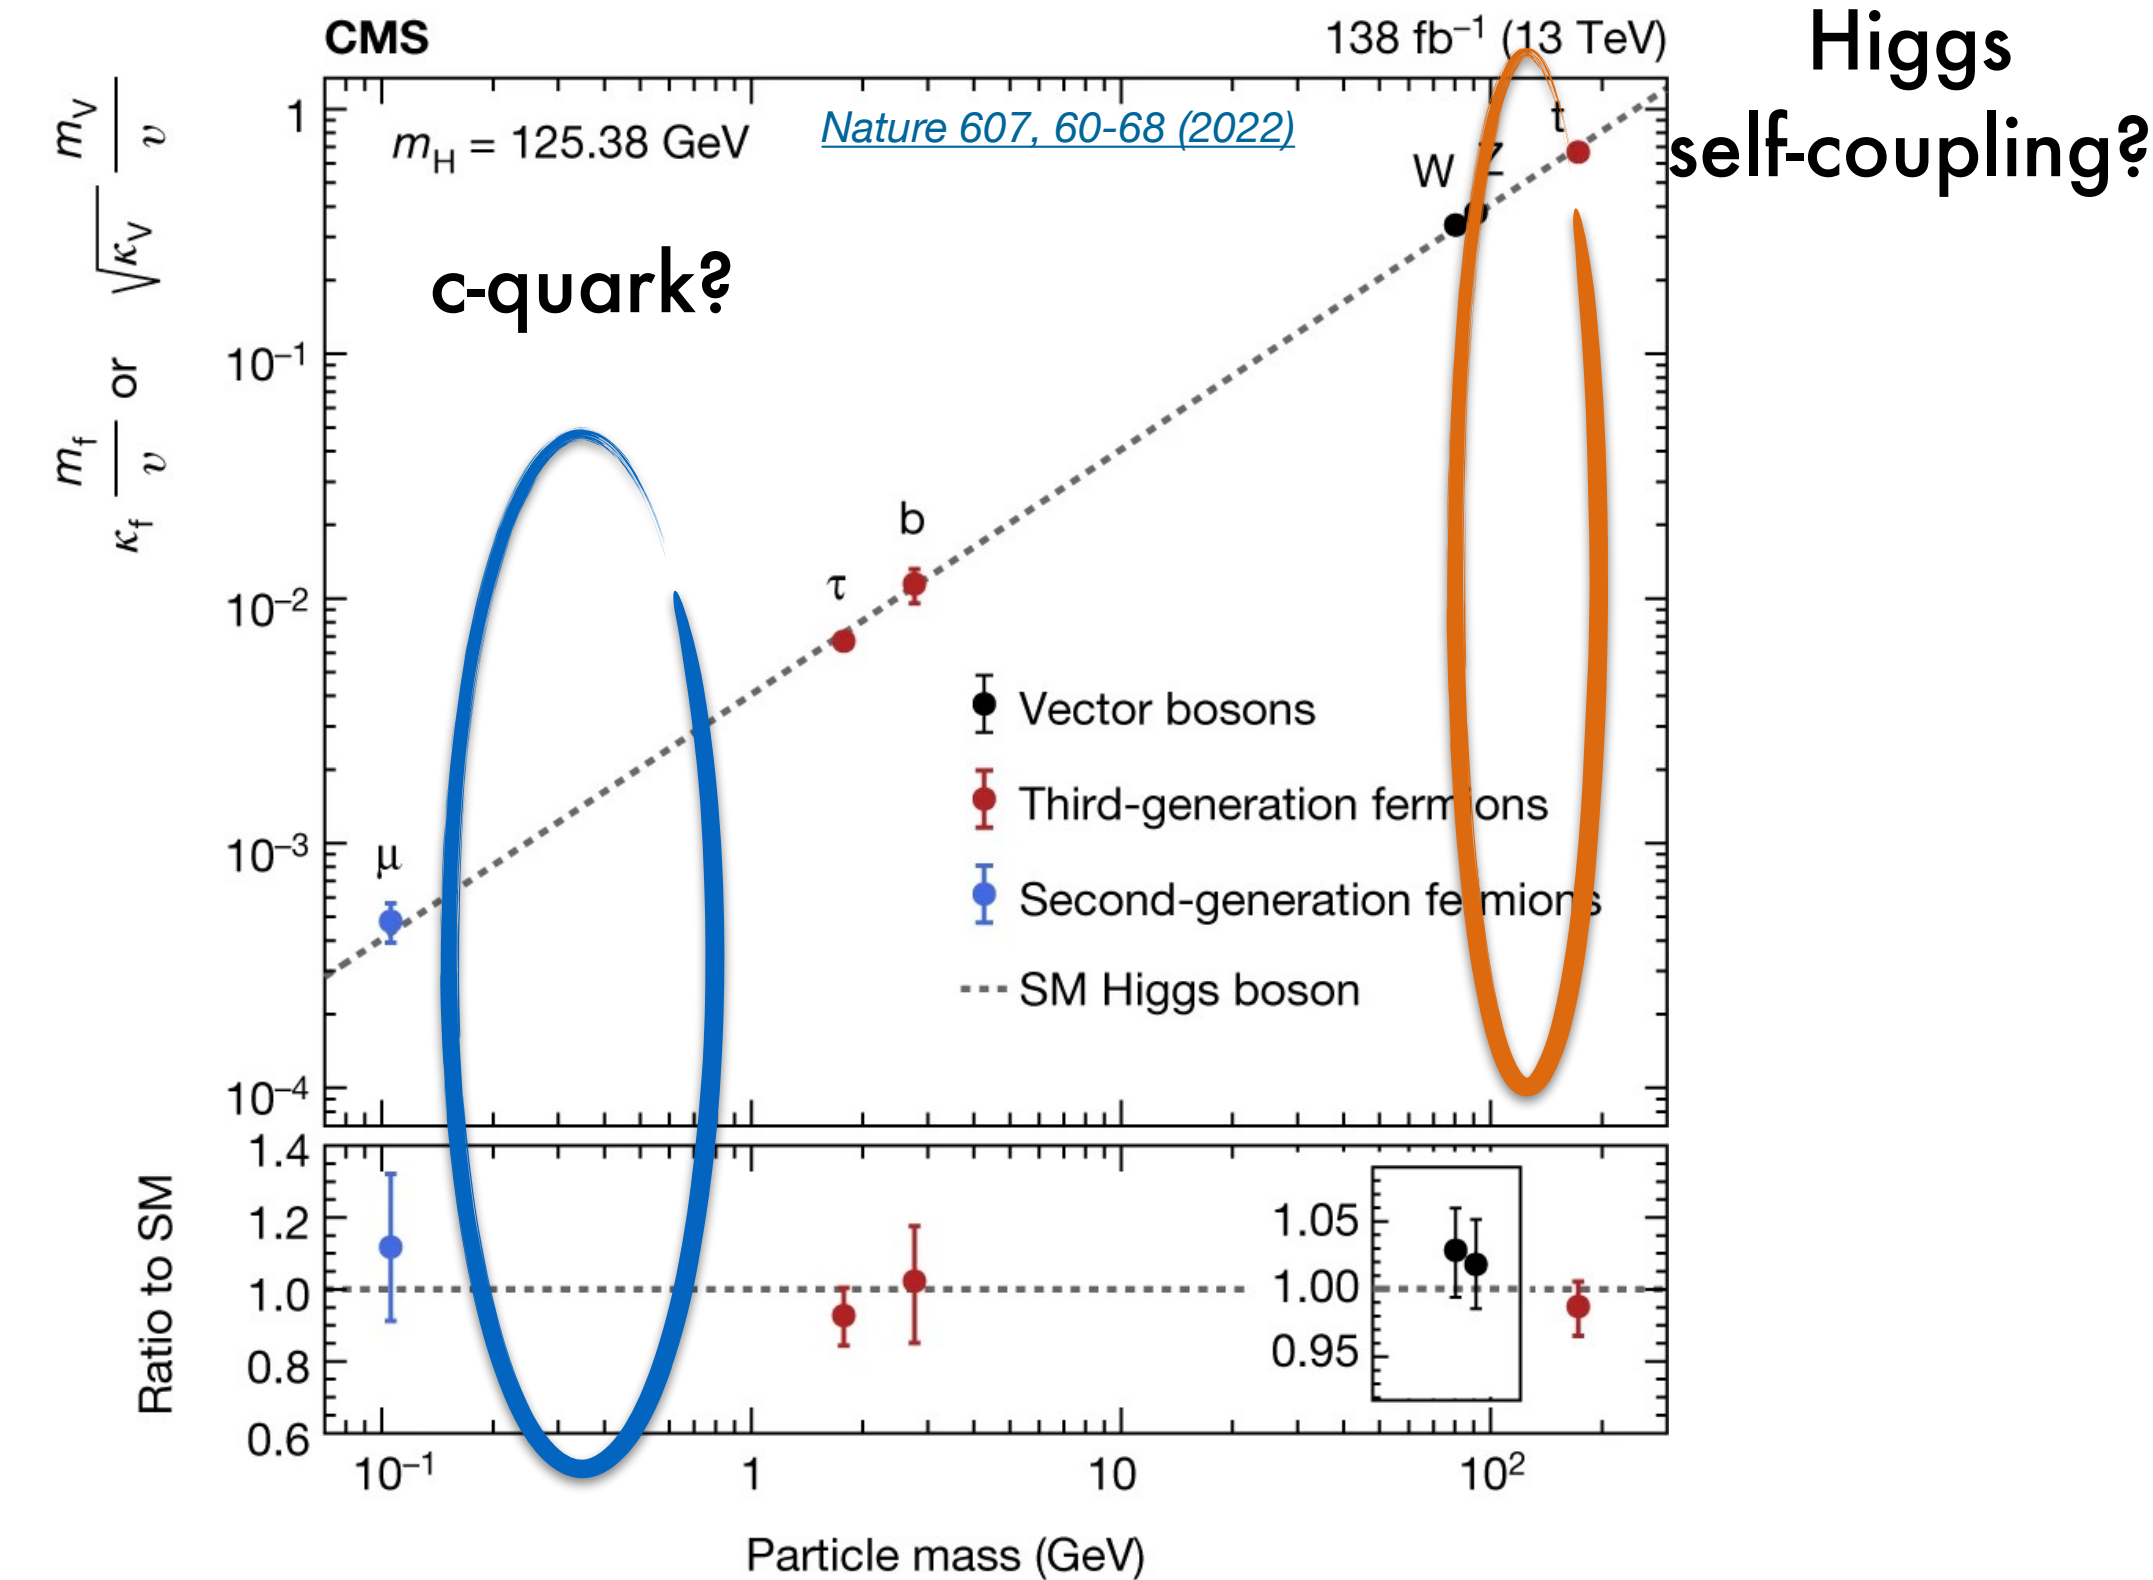 CMS
138 fb⁻¹ (13 TeV)
Higgs
self-coupling?
m_H = 125.38 GeV
Nature 607, 60-68 (2022)
c-quark?
κ_f m_f/υ or √κ_V m_V/υ
1
10⁻¹
10⁻²
10⁻³
10⁻⁴
μ
τ
b
W
Z
t
Vector bosons
Third-generation fermions
Second-generation fermions
SM Higgs boson
Ratio to SM
1.4
1.2
1.0
0.8
0.6
1.05
1.00
0.95
10⁻¹
1
10
10²
Particle mass (GeV)